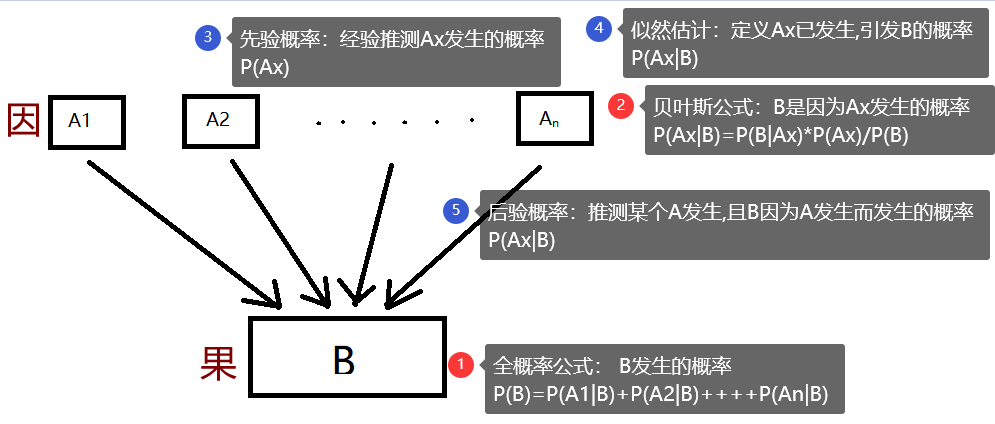 3 先验概率：经验推测Ax发生的概率
P(Ax)
4 似然估计：定义Ax已发生,引发B的概率
P(Ax|B)
因 A1 A2 · · · · · · An
2 贝叶斯公式：B是因为Ax发生的概率
P(Ax|B)=P(B|Ax)*P(Ax)/P(B)
5 后验概率：推测某个A发生,且B因为A发生而发生的概率
P(Ax|B)
果 B
1 全概率公式： B发生的概率
P(B)=P(A1|B)+P(A2|B)++++P(An|B)